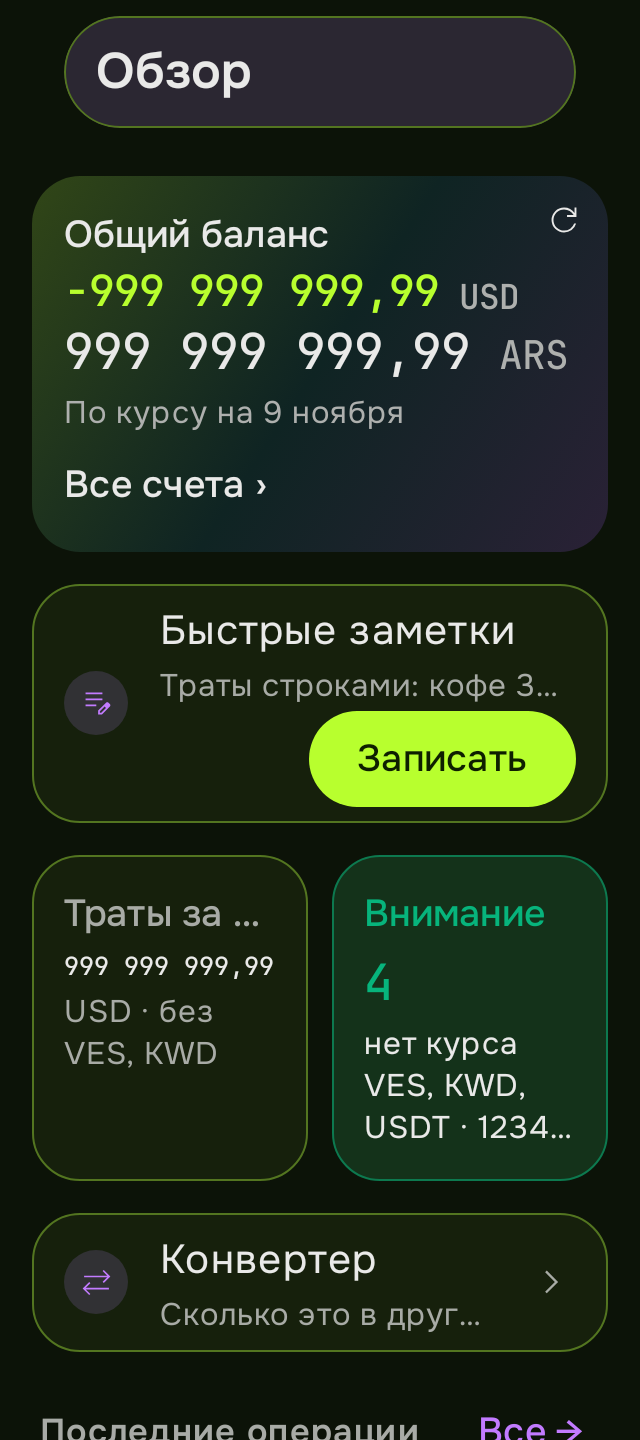 Обзор
Общий баланс
-999 999 999,99 USD
999 999 999,99 ARS
По курсу на 9 ноября
Все счета ›
Быстрые заметки
Траты строками: кофе 3…
Записать
Траты за …
999 999 999,99
USD · без
VES, KWD
Внимание
4
нет курса
VES, KWD,
USDT · 1234…
Конвертер
Сколько это в друг…
Последние операции
Все →